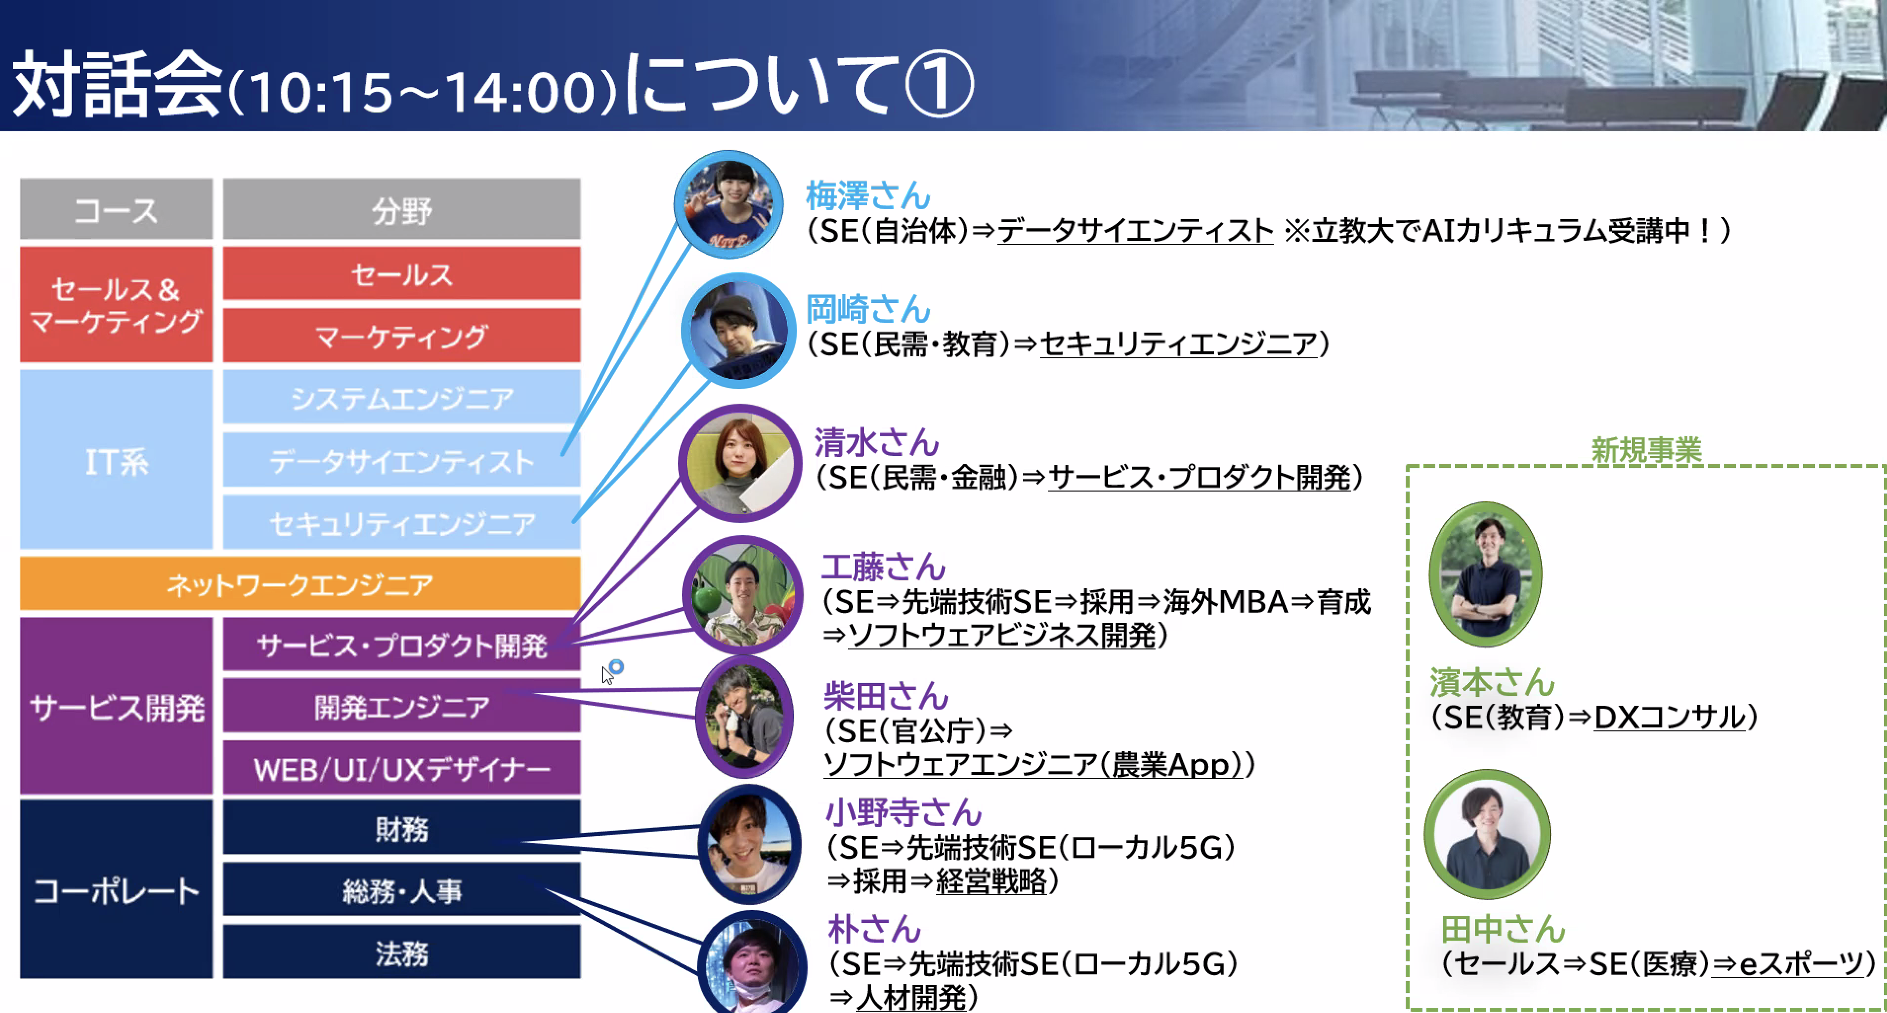 対話会(10:15～14:00)について①
コース
分野
セールス＆
マーケティング
セールス
マーケティング
IT系
システムエンジニア
データサイエンティスト
セキュリティエンジニア
ネットワークエンジニア
サービス開発
サービス・プロダクト開発
開発エンジニア
WEB/UI/UXデザイナー
コーポレート
財務
総務・人事
法務
梅澤さん
（SE（自治体）⇒データサイエンティスト ※立教大でAIカリキュラム受講中！）
岡崎さん
（SE（民需・教育）⇒セキュリティエンジニア）
清水さん
（SE（民需・金融）⇒サービス・プロダクト開発）
工藤さん
（SE⇒先端技術SE⇒採用⇒海外MBA⇒育成
⇒ソフトウェアビジネス開発）
柴田さん
（SE（官公庁）⇒
ソフトウェアエンジニア（農業App））
小野寺さん
（SE⇒先端技術SE（ローカル5G）
⇒採用⇒経営戦略）
朴さん
（SE⇒先端技術SE（ローカル5G）
⇒人材開発）
新規事業
濱本さん
（SE（教育）⇒DXコンサル）
田中さん
（セールス⇒SE（医療）⇒eスポーツ）